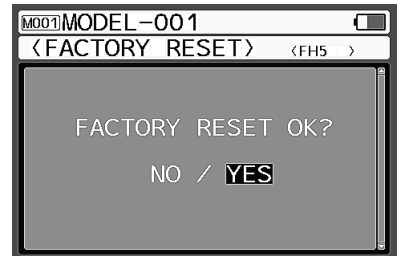 M001 MODEL-001
〈FACTORY RESET〉 〈FH5 〉
FACTORY RESET OK?
NO / YES